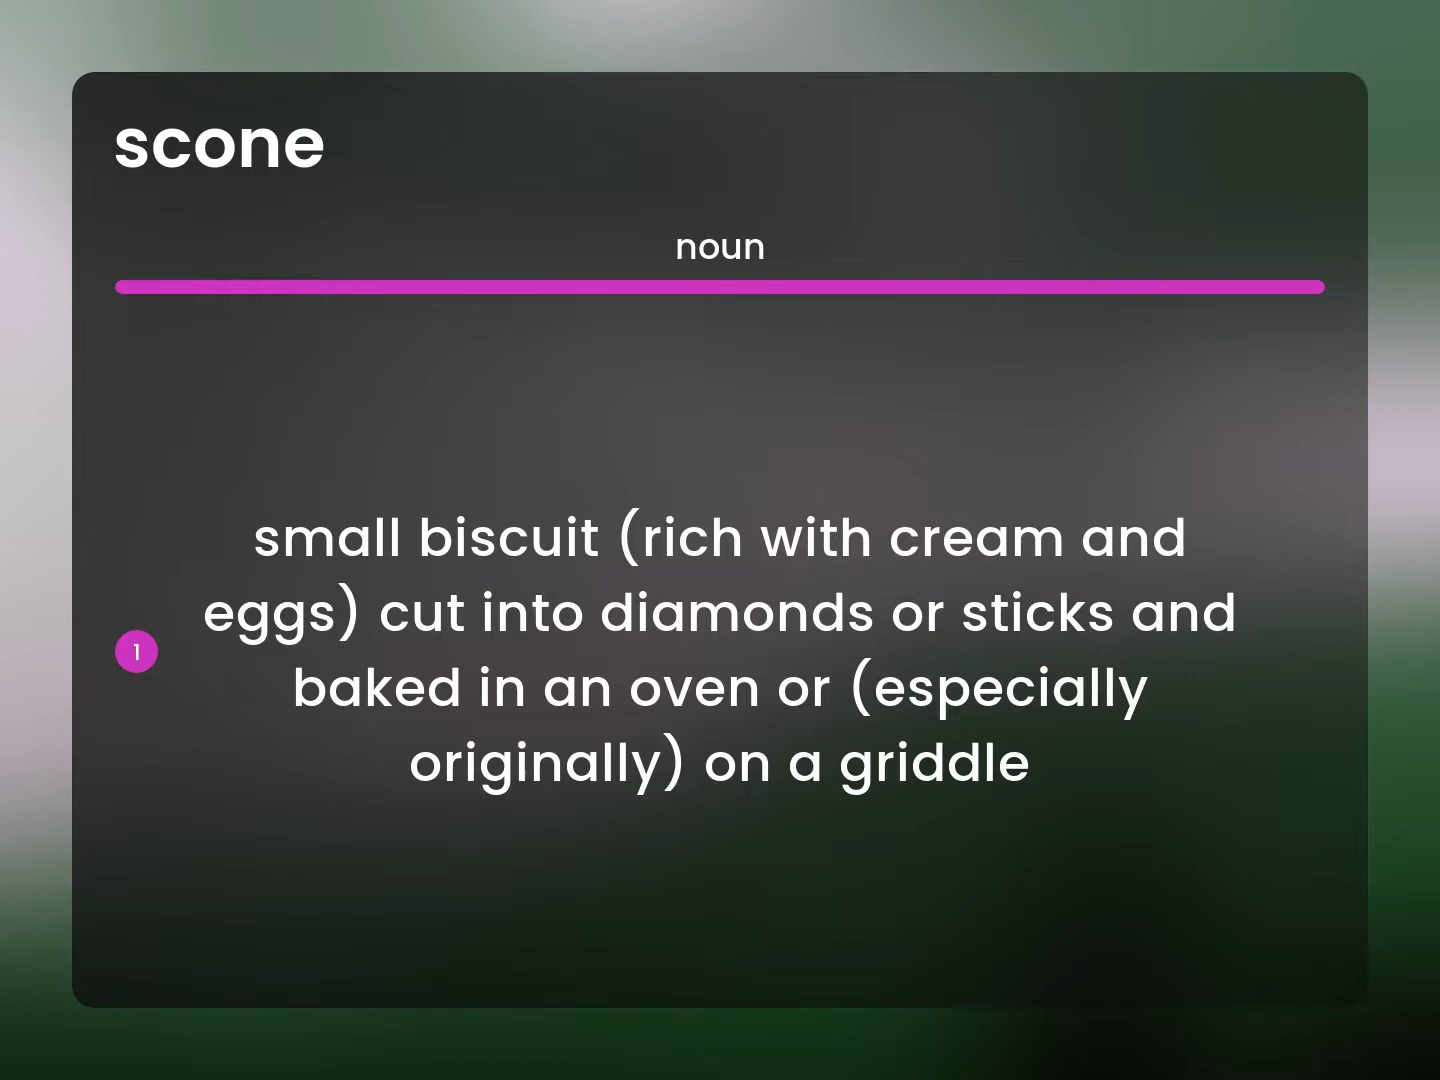 scone
noun
small biscuit (rich with cream and
eggs) cut into diamonds or sticks and
1
baked in an oven or (especially
originally) on a griddle